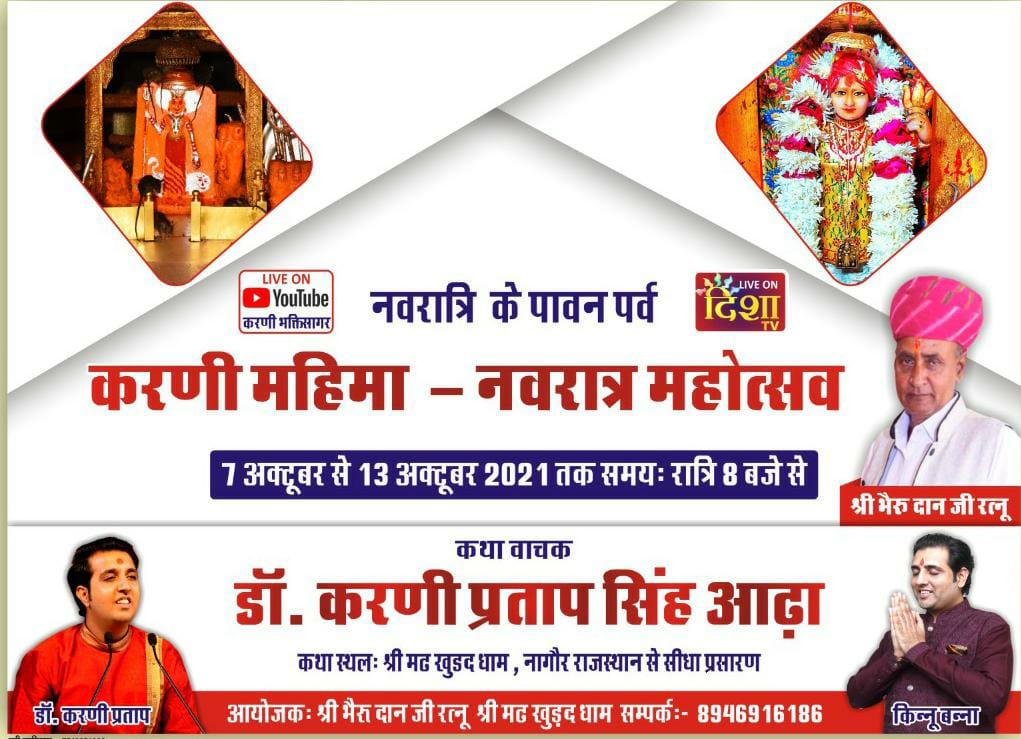 LIVE ON
YouTube
करणी भक्तिसागर
नवरात्रि के पावन पर्व
LIVE ON
दिशा
TV
करणी महिमा – नवरात्र महोत्सव
7 अक्टूबर से 13 अक्टूबर 2021 तक समयः रात्रि 8 बजे से
श्री भैरु दान जी रत्नू
कथा वाचक
डॉ. करणी प्रताप सिंह आढ़ा
कथा स्थलः श्री मढ खुडद धाम , नागौर राजस्थान से सीधा प्रसारण
डॉ. करणी प्रताप
आयोजकः श्री भैरु दान जी रत्नू श्री मढ खुड़द धाम सम्पर्कः- 8946916186
किन्नू बन्ना